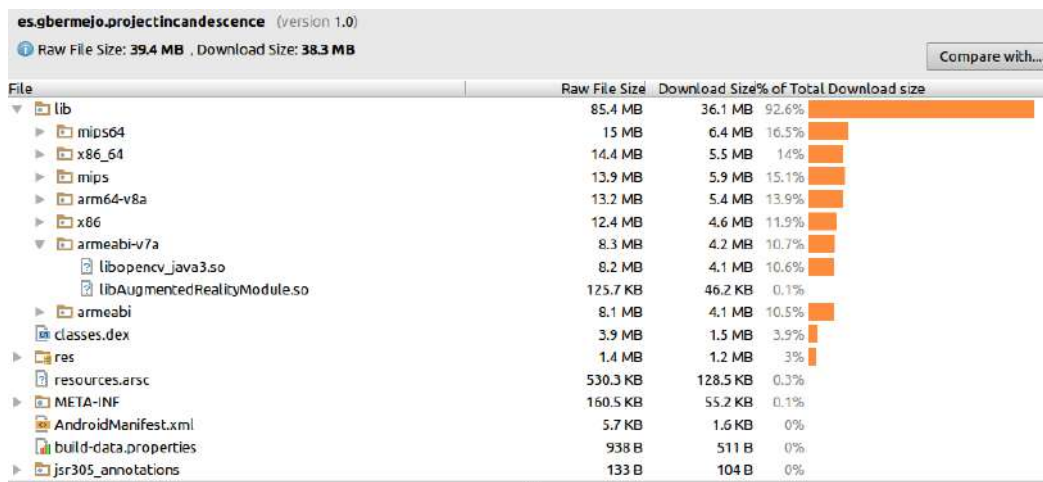 es.gbermejo.projectincandescence (version 1.0)
Raw File Size: 39.4 MB , Download Size: 38.3 MB
Compare with...
File Raw File Size Download Size % of Total Download size
lib 85.4 MB 36.1 MB 92.6%
mips64 15 MB 6.4 MB 16.5%
x86_64 14.4 MB 5.5 MB 14%
mips 13.9 MB 5.9 MB 15.1%
arm64-v8a 13.2 MB 5.4 MB 13.9%
x86 12.4 MB 4.6 MB 11.9%
armeabi-v7a 8.3 MB 4.2 MB 10.7%
libopencv_java3.so 8.2 MB 4.1 MB 10.6%
libAugmentedRealityModule.so 125.7 KB 46.2 KB 0.1%
armeabi 8.1 MB 4.1 MB 10.5%
classes.dex 3.9 MB 1.5 MB 3.9%
res 1.4 MB 1.2 MB 3%
resources.arsc 530.3 KB 128.5 KB 0.3%
META-INF 160.5 KB 55.2 KB 0.1%
AndroidManifest.xml 5.7 KB 1.6 KB 0%
build-data.properties 938 B 511 B 0%
jsr305_annotations 133 B 104 B 0%